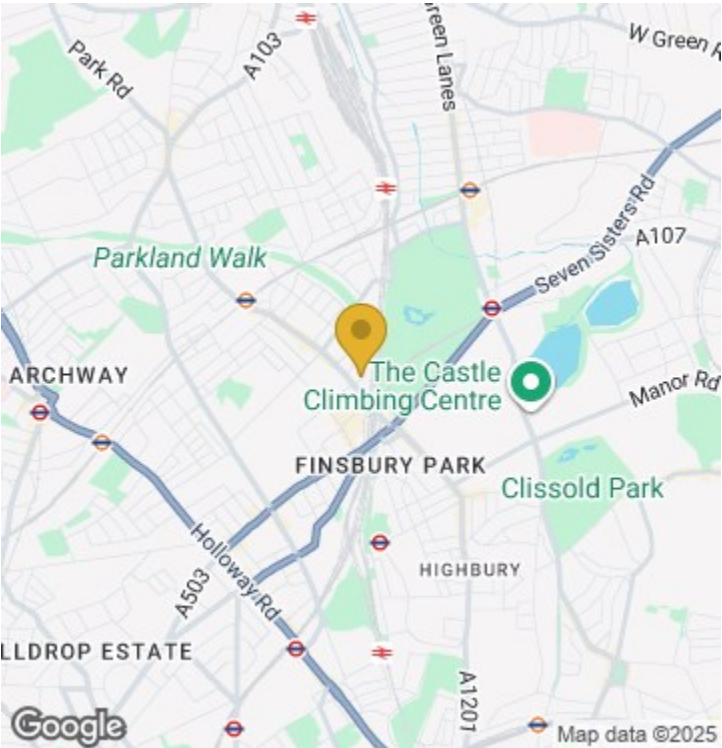 Park Rd
A103
Green Lanes
W Green R
Parkland Walk
A107
Seven Sisters Rd
ARCHWAY
The Castle
Climbing Centre
Manor Rd
FINSBURY PARK
Clissold Park
Holloway Rd
A503
HIGHBURY
LLDROP ESTATE
A1201
Google
Map data ©2025